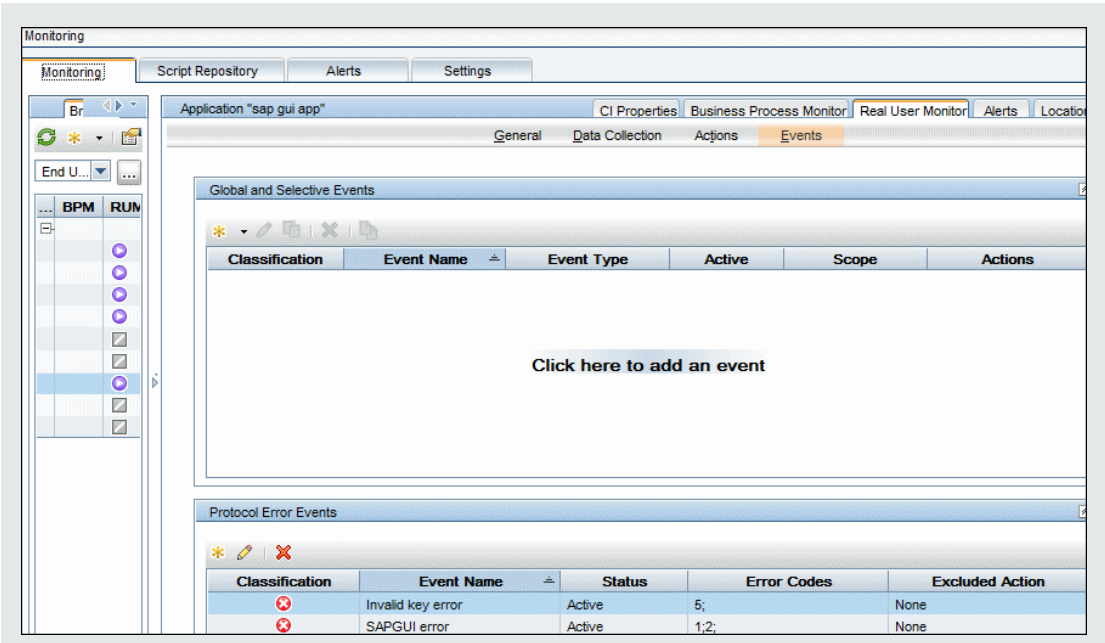 Monitoring
Monitoring Script Repository Alerts Settings
Br Application "sap gui app" CI Properties Business Process Monitor Real User Monitor Alerts Location
General Data Collection Actions Events
End U... ...
Global and Selective Events
... BPM RUM
Classification Event Name Event Type Active Scope Actions
Click here to add an event
Protocol Error Events
Classification Event Name Status Error Codes Excluded Action
Invalid key error Active 5; None
SAPGUI error Active 1;2; None